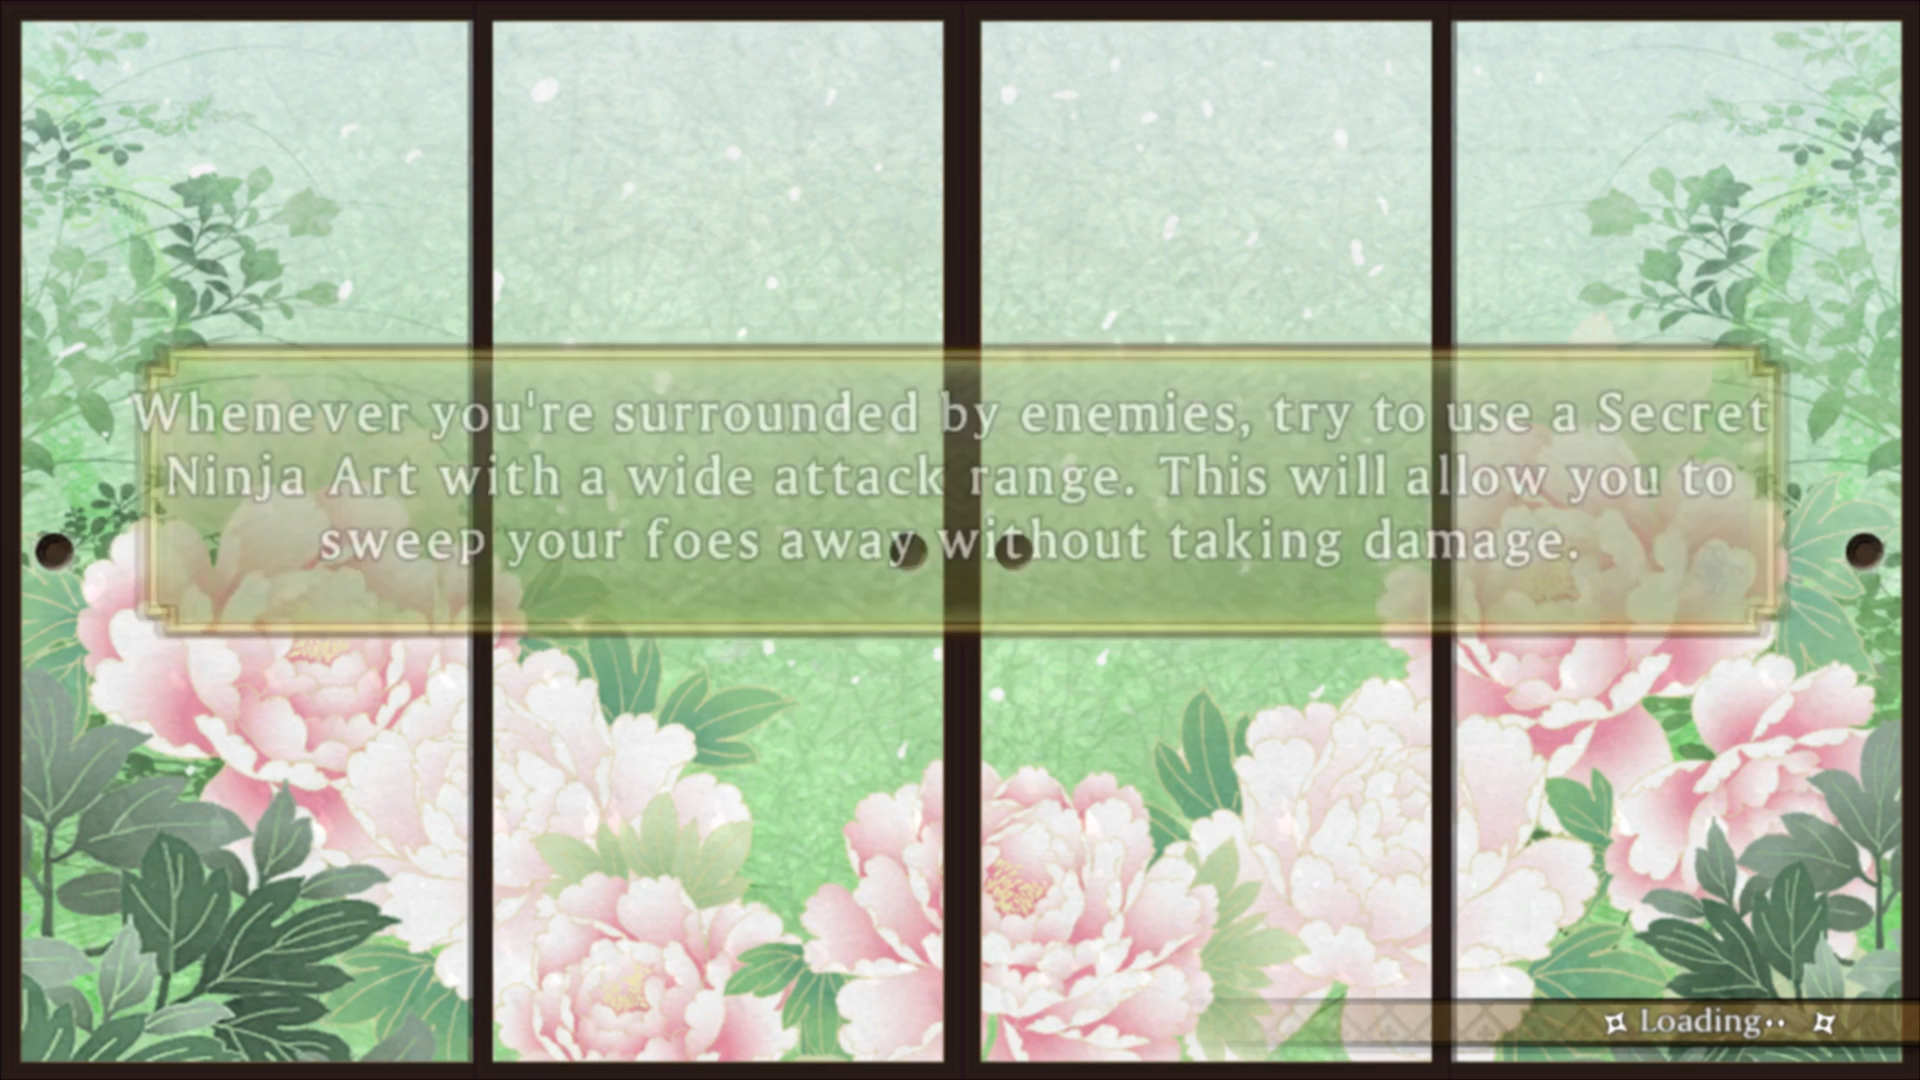 Whenever you're surrounded by enemies, try to use a Secret
Ninja Art with a wide attack range. This will allow you to
sweep your foes away without taking damage.
Loading··